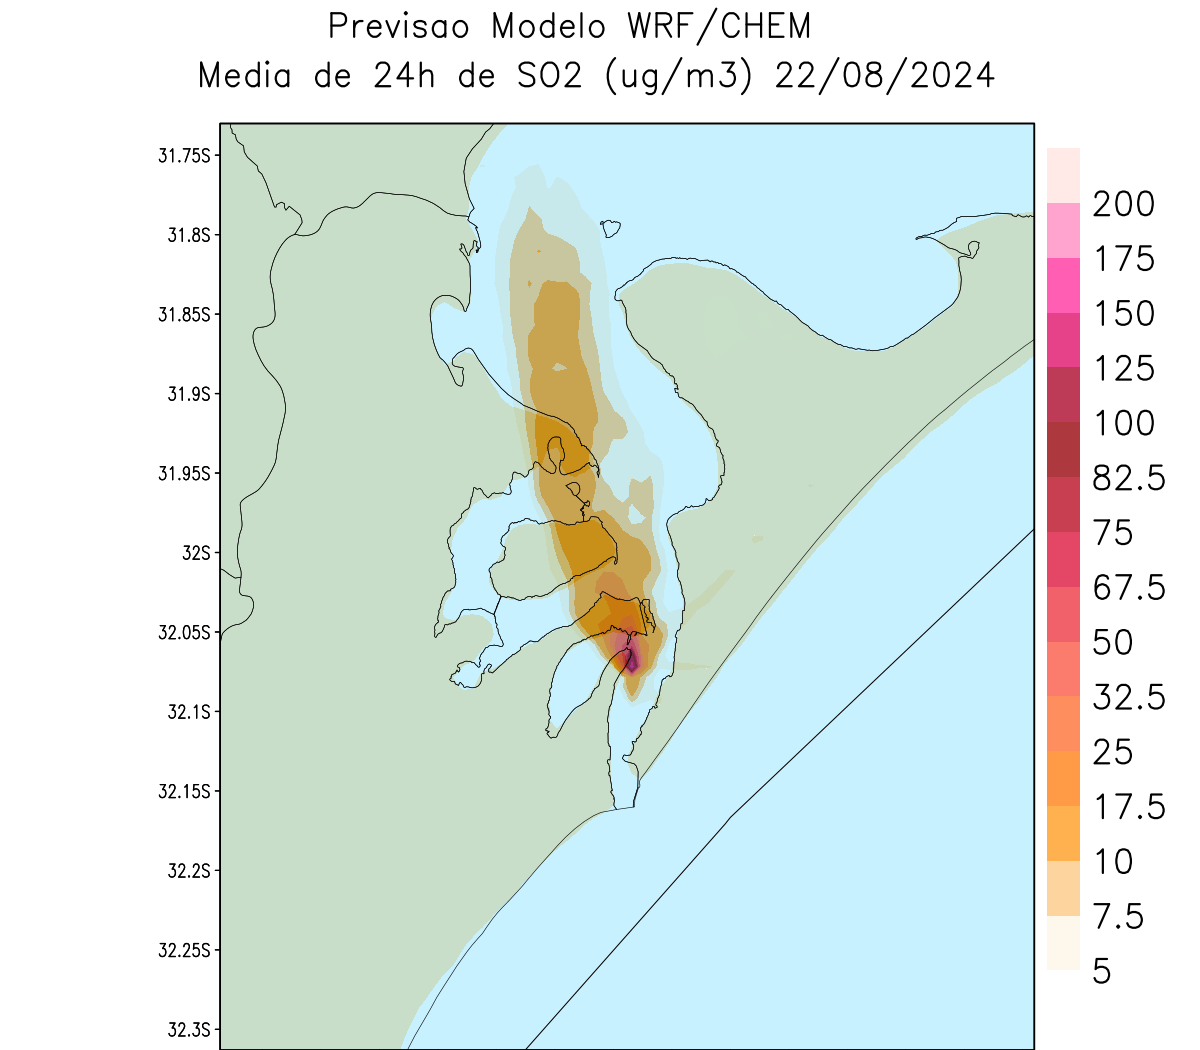 Previsao Modelo WRF/CHEM
Media de 24h de SO2 (ug/m3) 22/08/2024
31.75S
31.8S
31.85S
31.9S
31.95S
32S
32.05S
32.1S
32.15S
32.2S
32.25S
32.3S
200
175
150
125
100
82.5
75
67.5
50
32.5
25
17.5
10
7.5
5